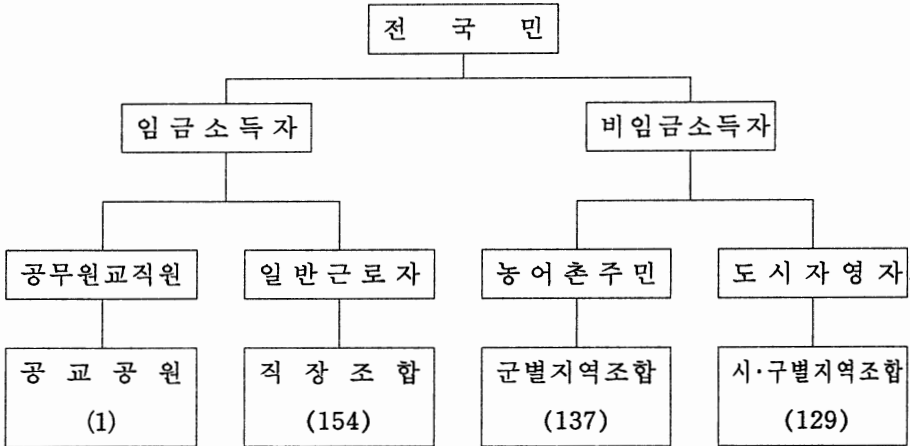 전 국 민
임금소득자
비임금소득자
공무원교직원
일반근로자
농어촌주민
도시자영자
공교공원
(1)
직장조합
(154)
군별지역조합
(137)
시·구별지역조합
(129)